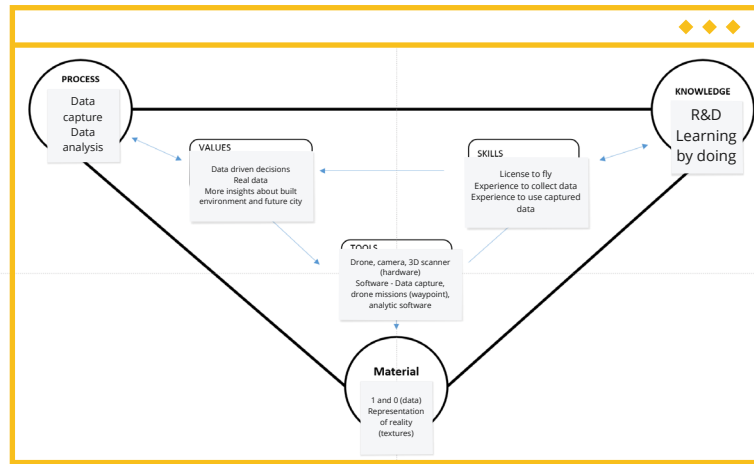 PROCESS
Data
capture
Data
analysis
KNOWLEDGE
R&D
Learning
by doing
VALUES
Data driven decisions
Real data
More insights about built
environment and future city
SKILLS
License to fly
Experience to collect data
Experience to use captured
data
TOOLS
Drone, camera, 3D scanner
(hardware)
Software - Data capture,
drone missions (waypoint),
analytic software
Material
1 and 0 (data)
Representation
of reality
(textures)